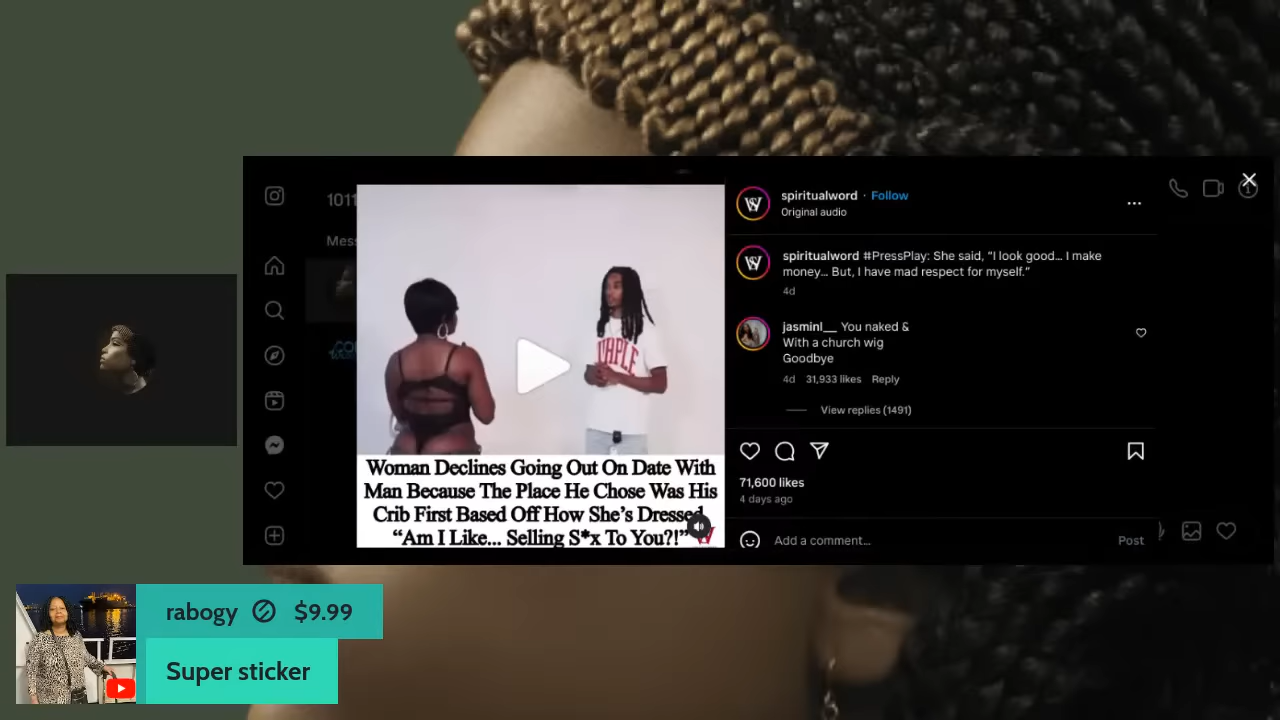 1011
Mess
spiritualword · Follow
Original audio
spiritualword #PressPlay: She said, “I look good... I make
money... But, I have mad respect for myself.”
4d
jasminl__ You naked &
With a church wig
Goodbye
4d 31,933 likes Reply
View replies (1491)
71,600 likes
4 days ago
Add a comment...
Post
PURPLE
Woman Declines Going Out On Date With
Man Because The Place He Chose Was His
Crib First Based Off How She's Dressed
“Am I Like... Selling S*x To You?!”
rabogy $9.99
Super sticker